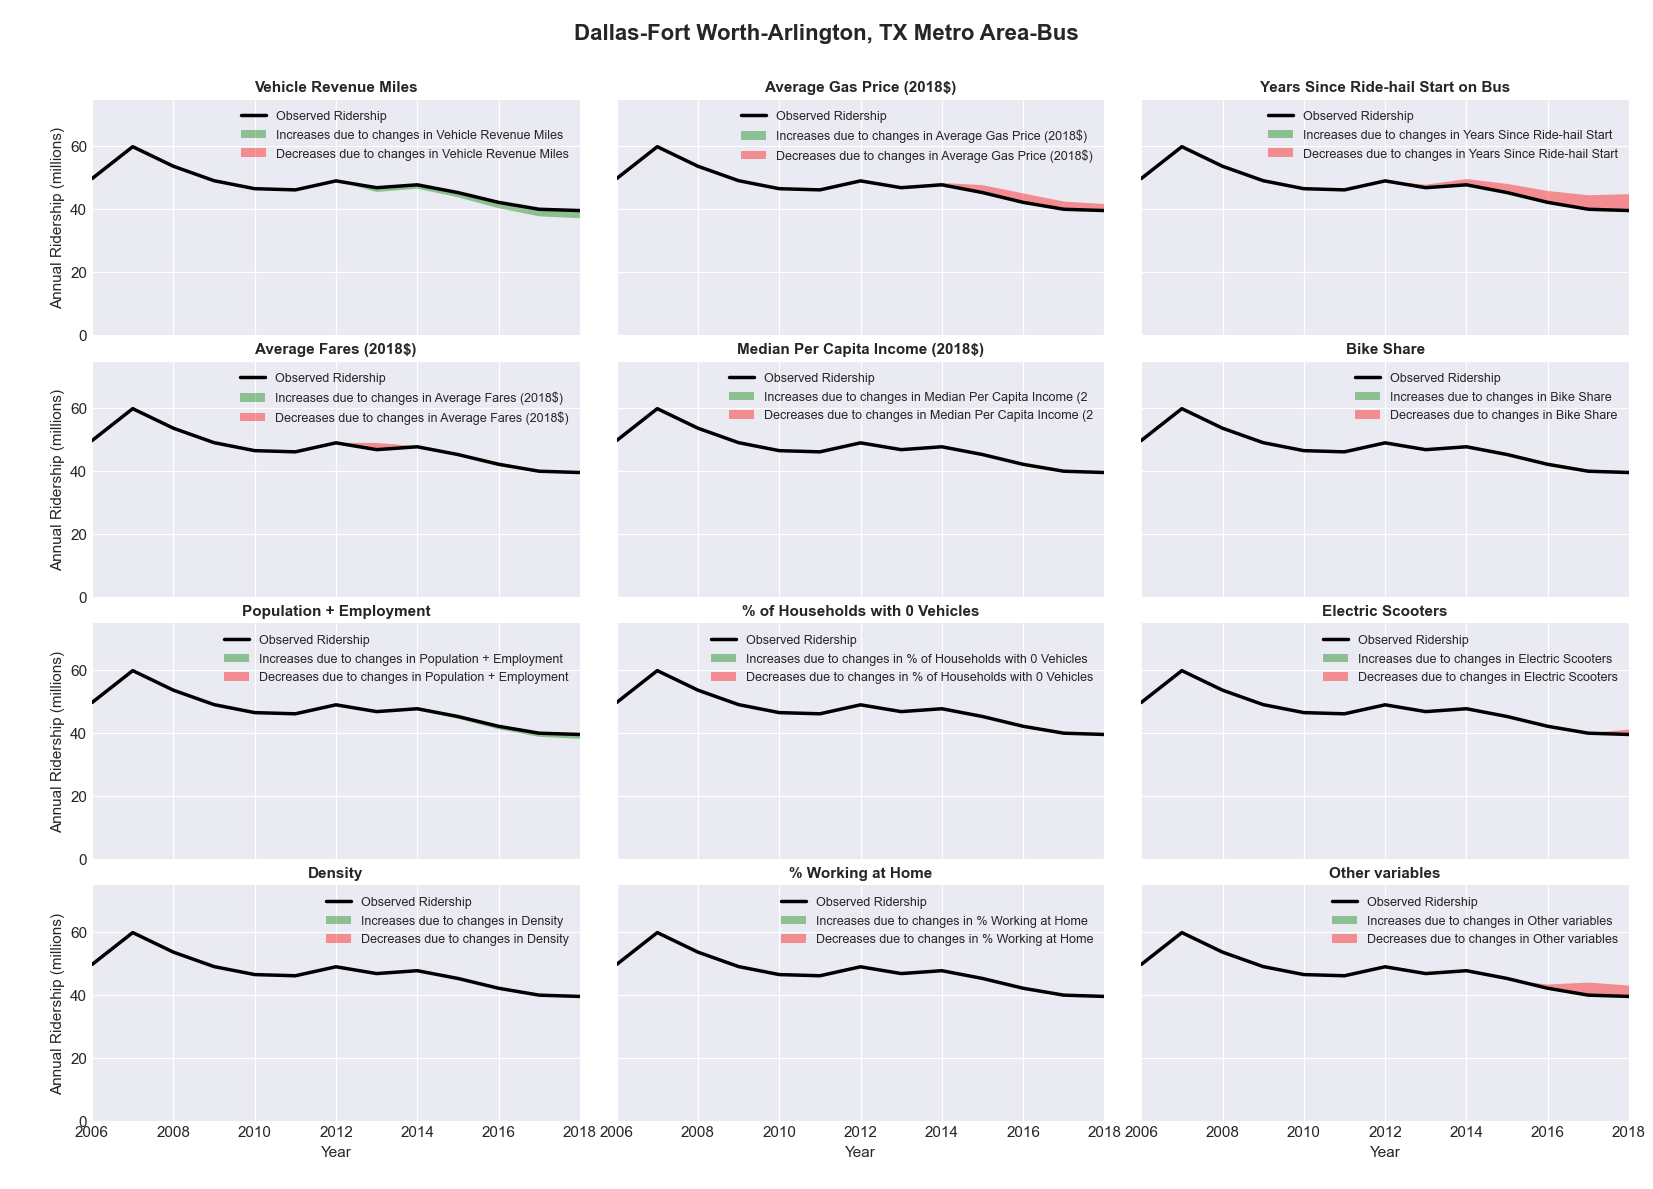 Dallas-Fort Worth-Arlington, TX Metro Area-Bus
Vehicle Revenue Miles
Observed Ridership
Increases due to changes in Vehicle Revenue Miles
Decreases due to changes in Vehicle Revenue Miles
Annual Ridership (millions)
60
40
20
0
Average Gas Price (2018$)
Observed Ridership
Increases due to changes in Average Gas Price (2018$)
Decreases due to changes in Average Gas Price (2018$)
Years Since Ride-hail Start on Bus
Observed Ridership
Increases due to changes in Years Since Ride-hail Start
Decreases due to changes in Years Since Ride-hail Start
Average Fares (2018$)
Observed Ridership
Increases due to changes in Average Fares (2018$)
Decreases due to changes in Average Fares (2018$)
Annual Ridership (millions)
60
40
20
0
Median Per Capita Income (2018$)
Observed Ridership
Increases due to changes in Median Per Capita Income (2
Decreases due to changes in Median Per Capita Income (2
Bike Share
Observed Ridership
Increases due to changes in Bike Share
Decreases due to changes in Bike Share
Population + Employment
Observed Ridership
Increases due to changes in Population + Employment
Decreases due to changes in Population + Employment
Annual Ridership (millions)
60
40
20
0
% of Households with 0 Vehicles
Observed Ridership
Increases due to changes in % of Households with 0 Vehicles
Decreases due to changes in % of Households with 0 Vehicles
Electric Scooters
Observed Ridership
Increases due to changes in Electric Scooters
Decreases due to changes in Electric Scooters
Density
Observed Ridership
Increases due to changes in Density
Decreases due to changes in Density
Annual Ridership (millions)
60
40
20
0
2006 2008 2010 2012 2014 2016 2018
Year
% Working at Home
Observed Ridership
Increases due to changes in % Working at Home
Decreases due to changes in % Working at Home
2006 2008 2010 2012 2014 2016 2018
Year
Other variables
Observed Ridership
Increases due to changes in Other variables
Decreases due to changes in Other variables
2006 2008 2010 2012 2014 2016 2018
Year